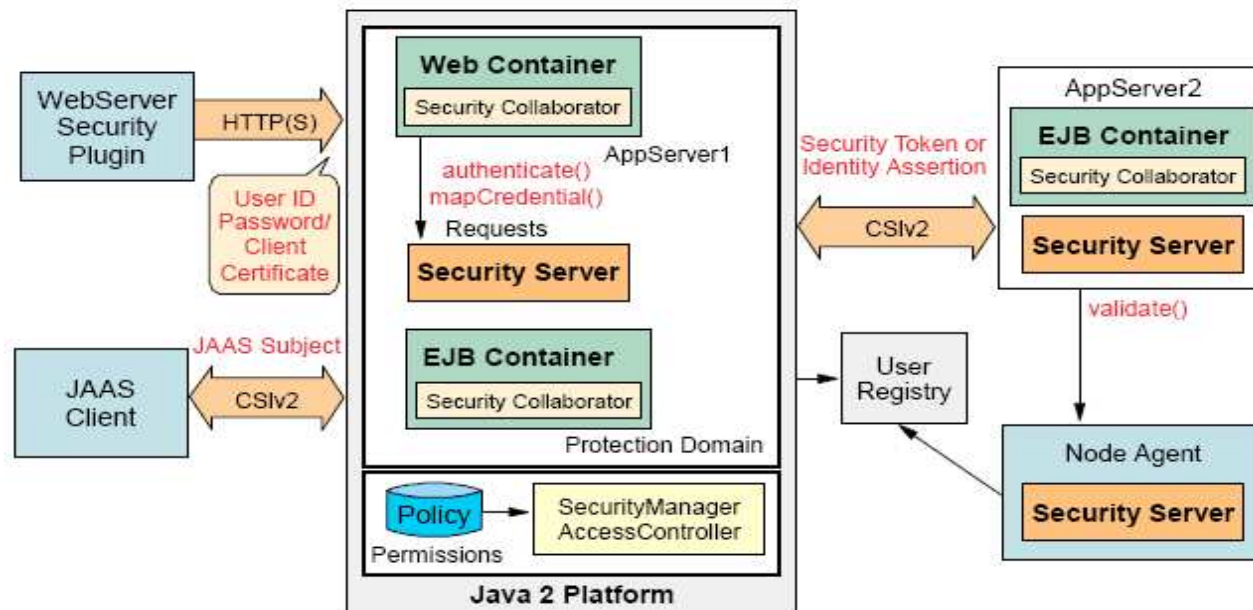 WebServer
Security
Plugin
HTTP(S)
User ID
Password/
Client
Certificate
JAAS Subject
JAAS
Client
CSIv2
Web Container
Security Collaborator
AppServer1
authenticate()
mapCredential()
Requests
Security Server
EJB Container
Security Collaborator
Protection Domain
Policy
Permissions
SecurityManager
AccessController
Java 2 Platform
Security Token or
Identity Assertion
CSIv2
AppServer2
EJB Container
Security Collaborator
Security Server
validate()
User
Registry
Node Agent
Security Server